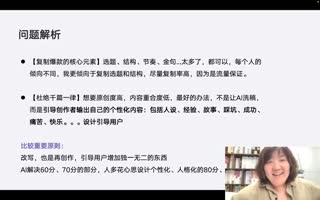 问题解析
【复制爆款的核心元素】选题、结构、节奏、金句...太多了，都可以，每个人的
倾向不同，我更倾向于复制选题和结构，尽量复制率高，因为是流量保证。
【杜绝千篇一律】想要原创度高，内容重合度低，最好的办法，不是让AI洗稿，
而是引导创作者输出自己的个性化内容：包括人设、经验、故事、踩坑、成功、
痛苦、快乐。。。设计引导用户
比较重要原则：
改写，也是再创作，引导用户增加独一无二的东西
AI解决60分、70分的部分，人多花心思设计个性化、人格化的80分、